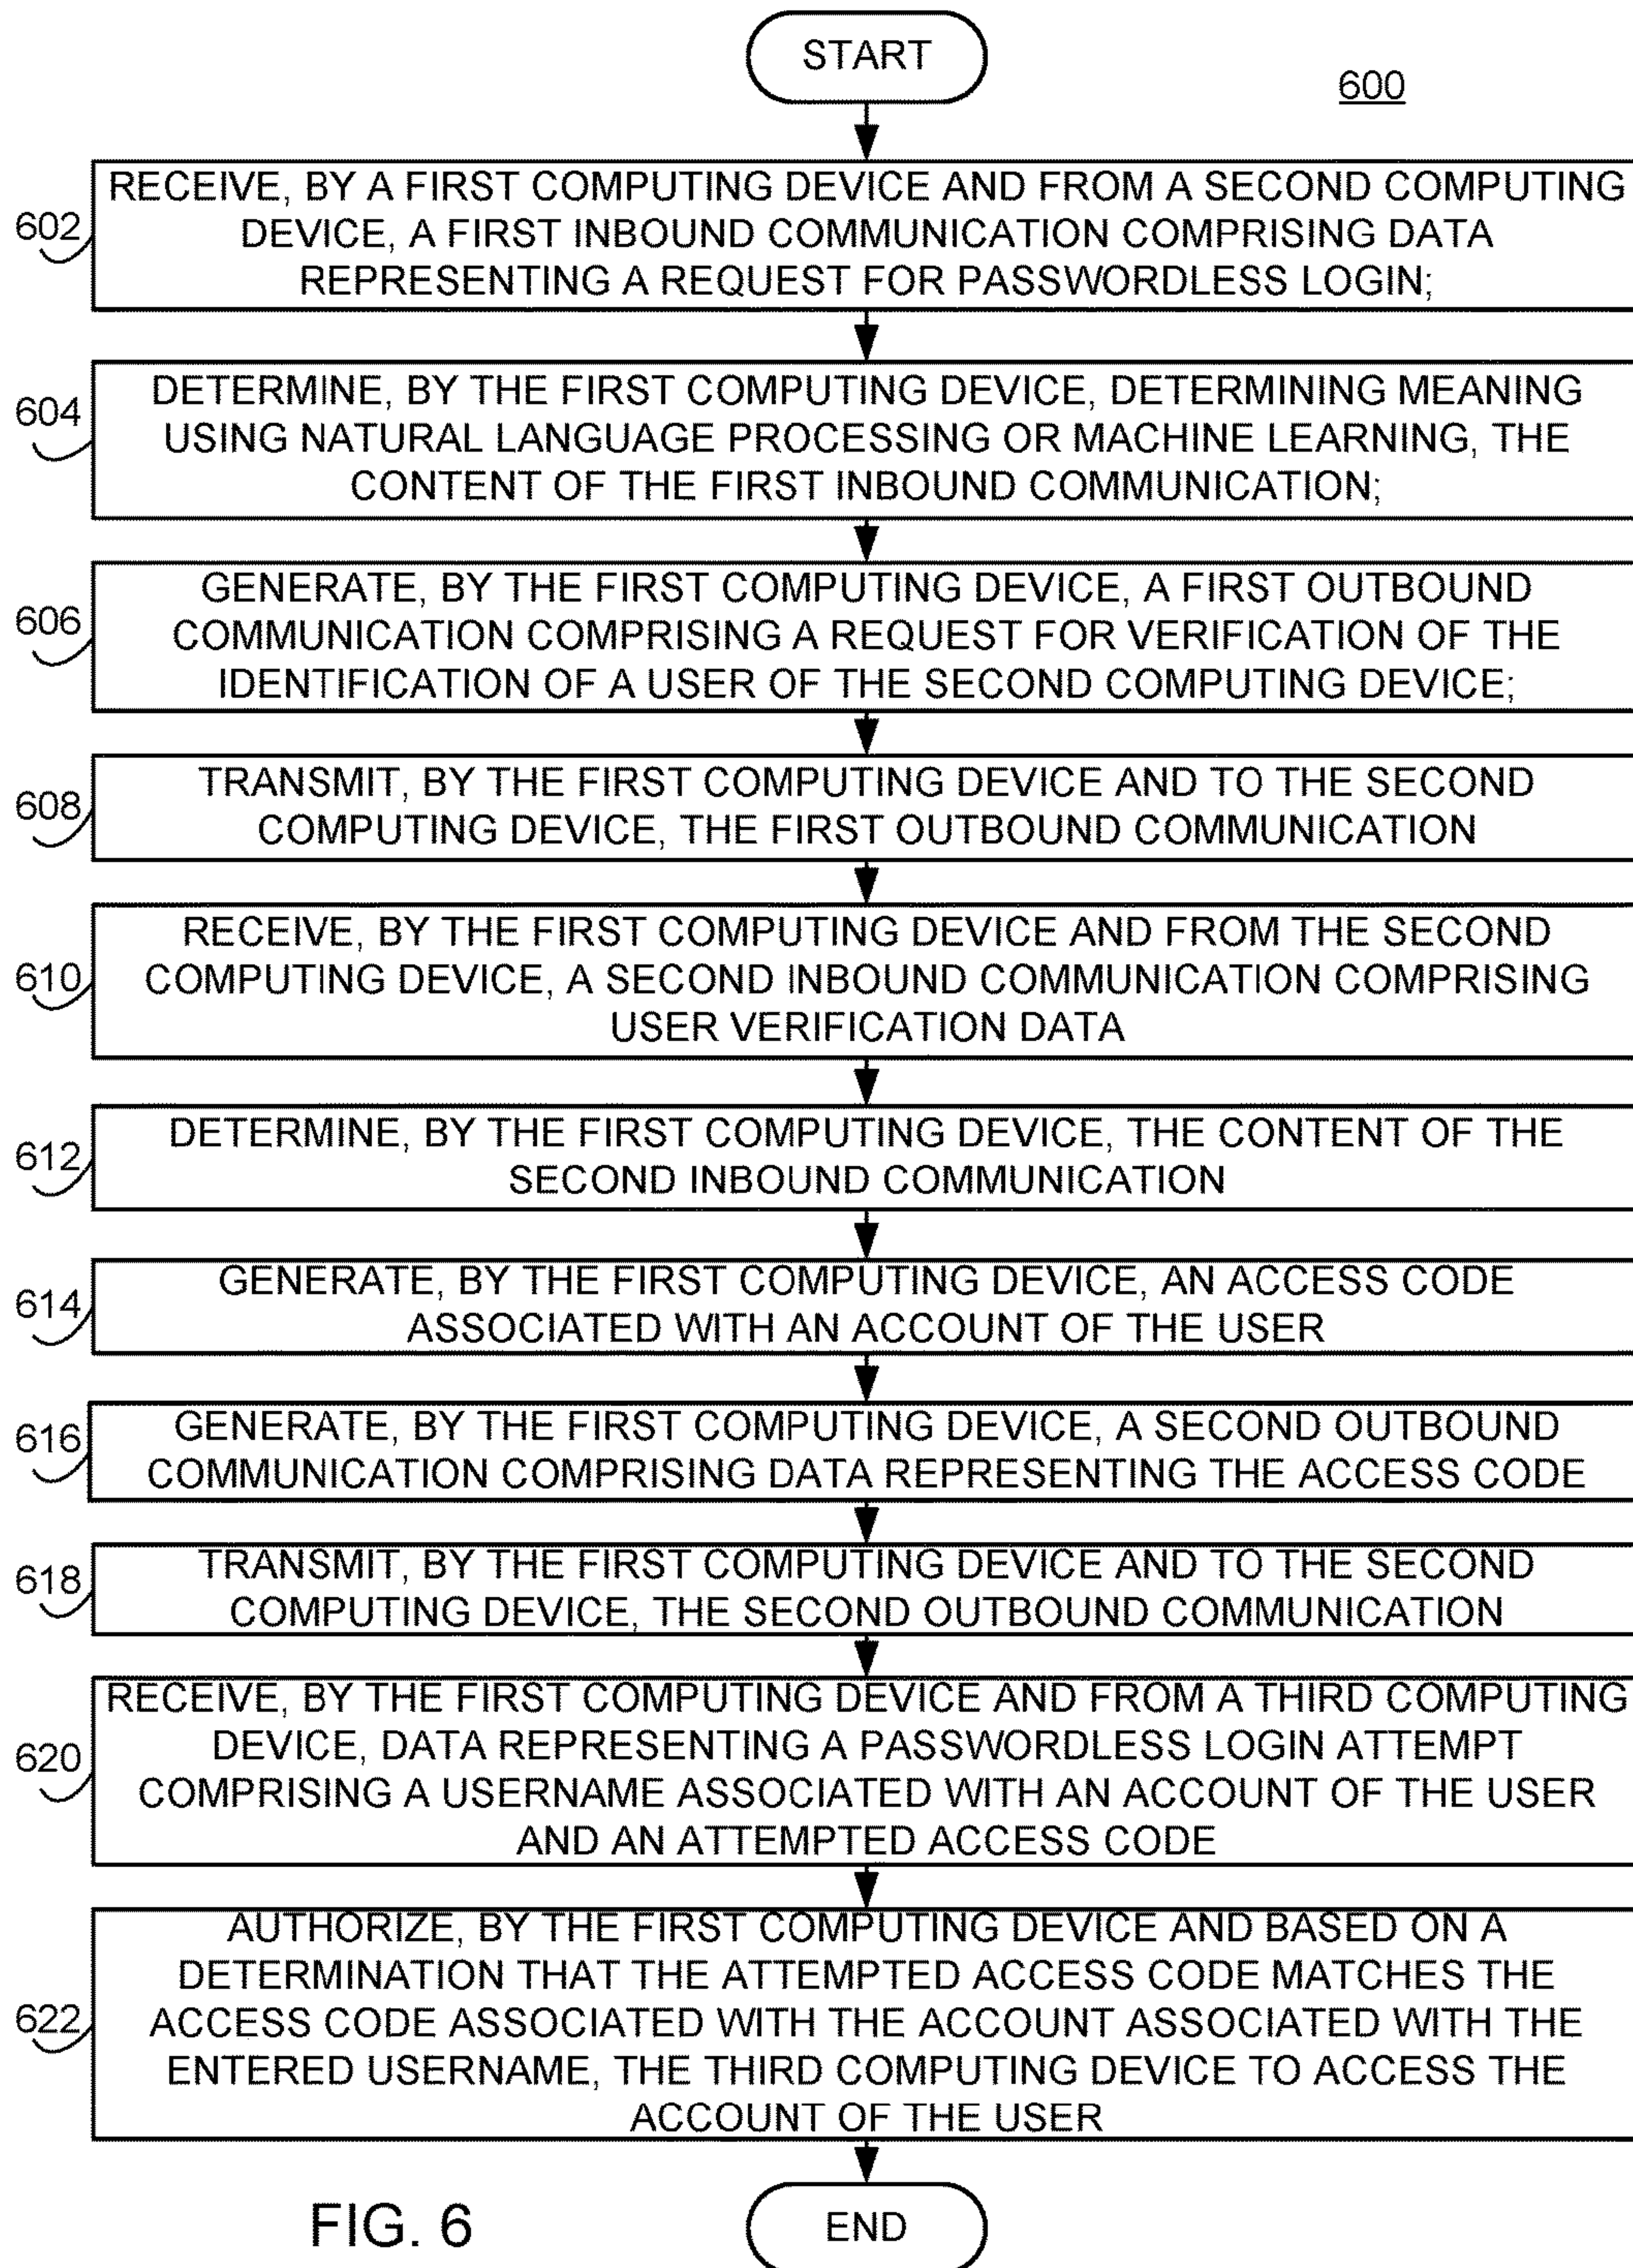 START
600
602
RECEIVE, BY A FIRST COMPUTING DEVICE AND FROM A SECOND COMPUTING
DEVICE, A FIRST INBOUND COMMUNICATION COMPRISING DATA
REPRESENTING A REQUEST FOR PASSWORDLESS LOGIN;
604
DETERMINE, BY THE FIRST COMPUTING DEVICE, DETERMINING MEANING
USING NATURAL LANGUAGE PROCESSING OR MACHINE LEARNING, THE
CONTENT OF THE FIRST INBOUND COMMUNICATION;
606
GENERATE, BY THE FIRST COMPUTING DEVICE, A FIRST OUTBOUND
COMMUNICATION COMPRISING A REQUEST FOR VERIFICATION OF THE
IDENTIFICATION OF A USER OF THE SECOND COMPUTING DEVICE;
608
TRANSMIT, BY THE FIRST COMPUTING DEVICE AND TO THE SECOND
COMPUTING DEVICE, THE FIRST OUTBOUND COMMUNICATION
610
RECEIVE, BY THE FIRST COMPUTING DEVICE AND FROM THE SECOND
COMPUTING DEVICE, A SECOND INBOUND COMMUNICATION COMPRISING
USER VERIFICATION DATA
612
DETERMINE, BY THE FIRST COMPUTING DEVICE, THE CONTENT OF THE
SECOND INBOUND COMMUNICATION
614
GENERATE, BY THE FIRST COMPUTING DEVICE, AN ACCESS CODE
ASSOCIATED WITH AN ACCOUNT OF THE USER
616
GENERATE, BY THE FIRST COMPUTING DEVICE, A SECOND OUTBOUND
COMMUNICATION COMPRISING DATA REPRESENTING THE ACCESS CODE
618
TRANSMIT, BY THE FIRST COMPUTING DEVICE AND TO THE SECOND
COMPUTING DEVICE, THE SECOND OUTBOUND COMMUNICATION
620
RECEIVE, BY THE FIRST COMPUTING DEVICE AND FROM A THIRD COMPUTING
DEVICE, DATA REPRESENTING A PASSWORDLESS LOGIN ATTEMPT
COMPRISING A USERNAME ASSOCIATED WITH AN ACCOUNT OF THE USER
AND AN ATTEMPTED ACCESS CODE
622
AUTHORIZE, BY THE FIRST COMPUTING DEVICE AND BASED ON A
DETERMINATION THAT THE ATTEMPTED ACCESS CODE MATCHES THE
ACCESS CODE ASSOCIATED WITH THE ACCOUNT ASSOCIATED WITH THE
ENTERED USERNAME, THE THIRD COMPUTING DEVICE TO ACCESS THE
ACCOUNT OF THE USER
FIG. 6
END